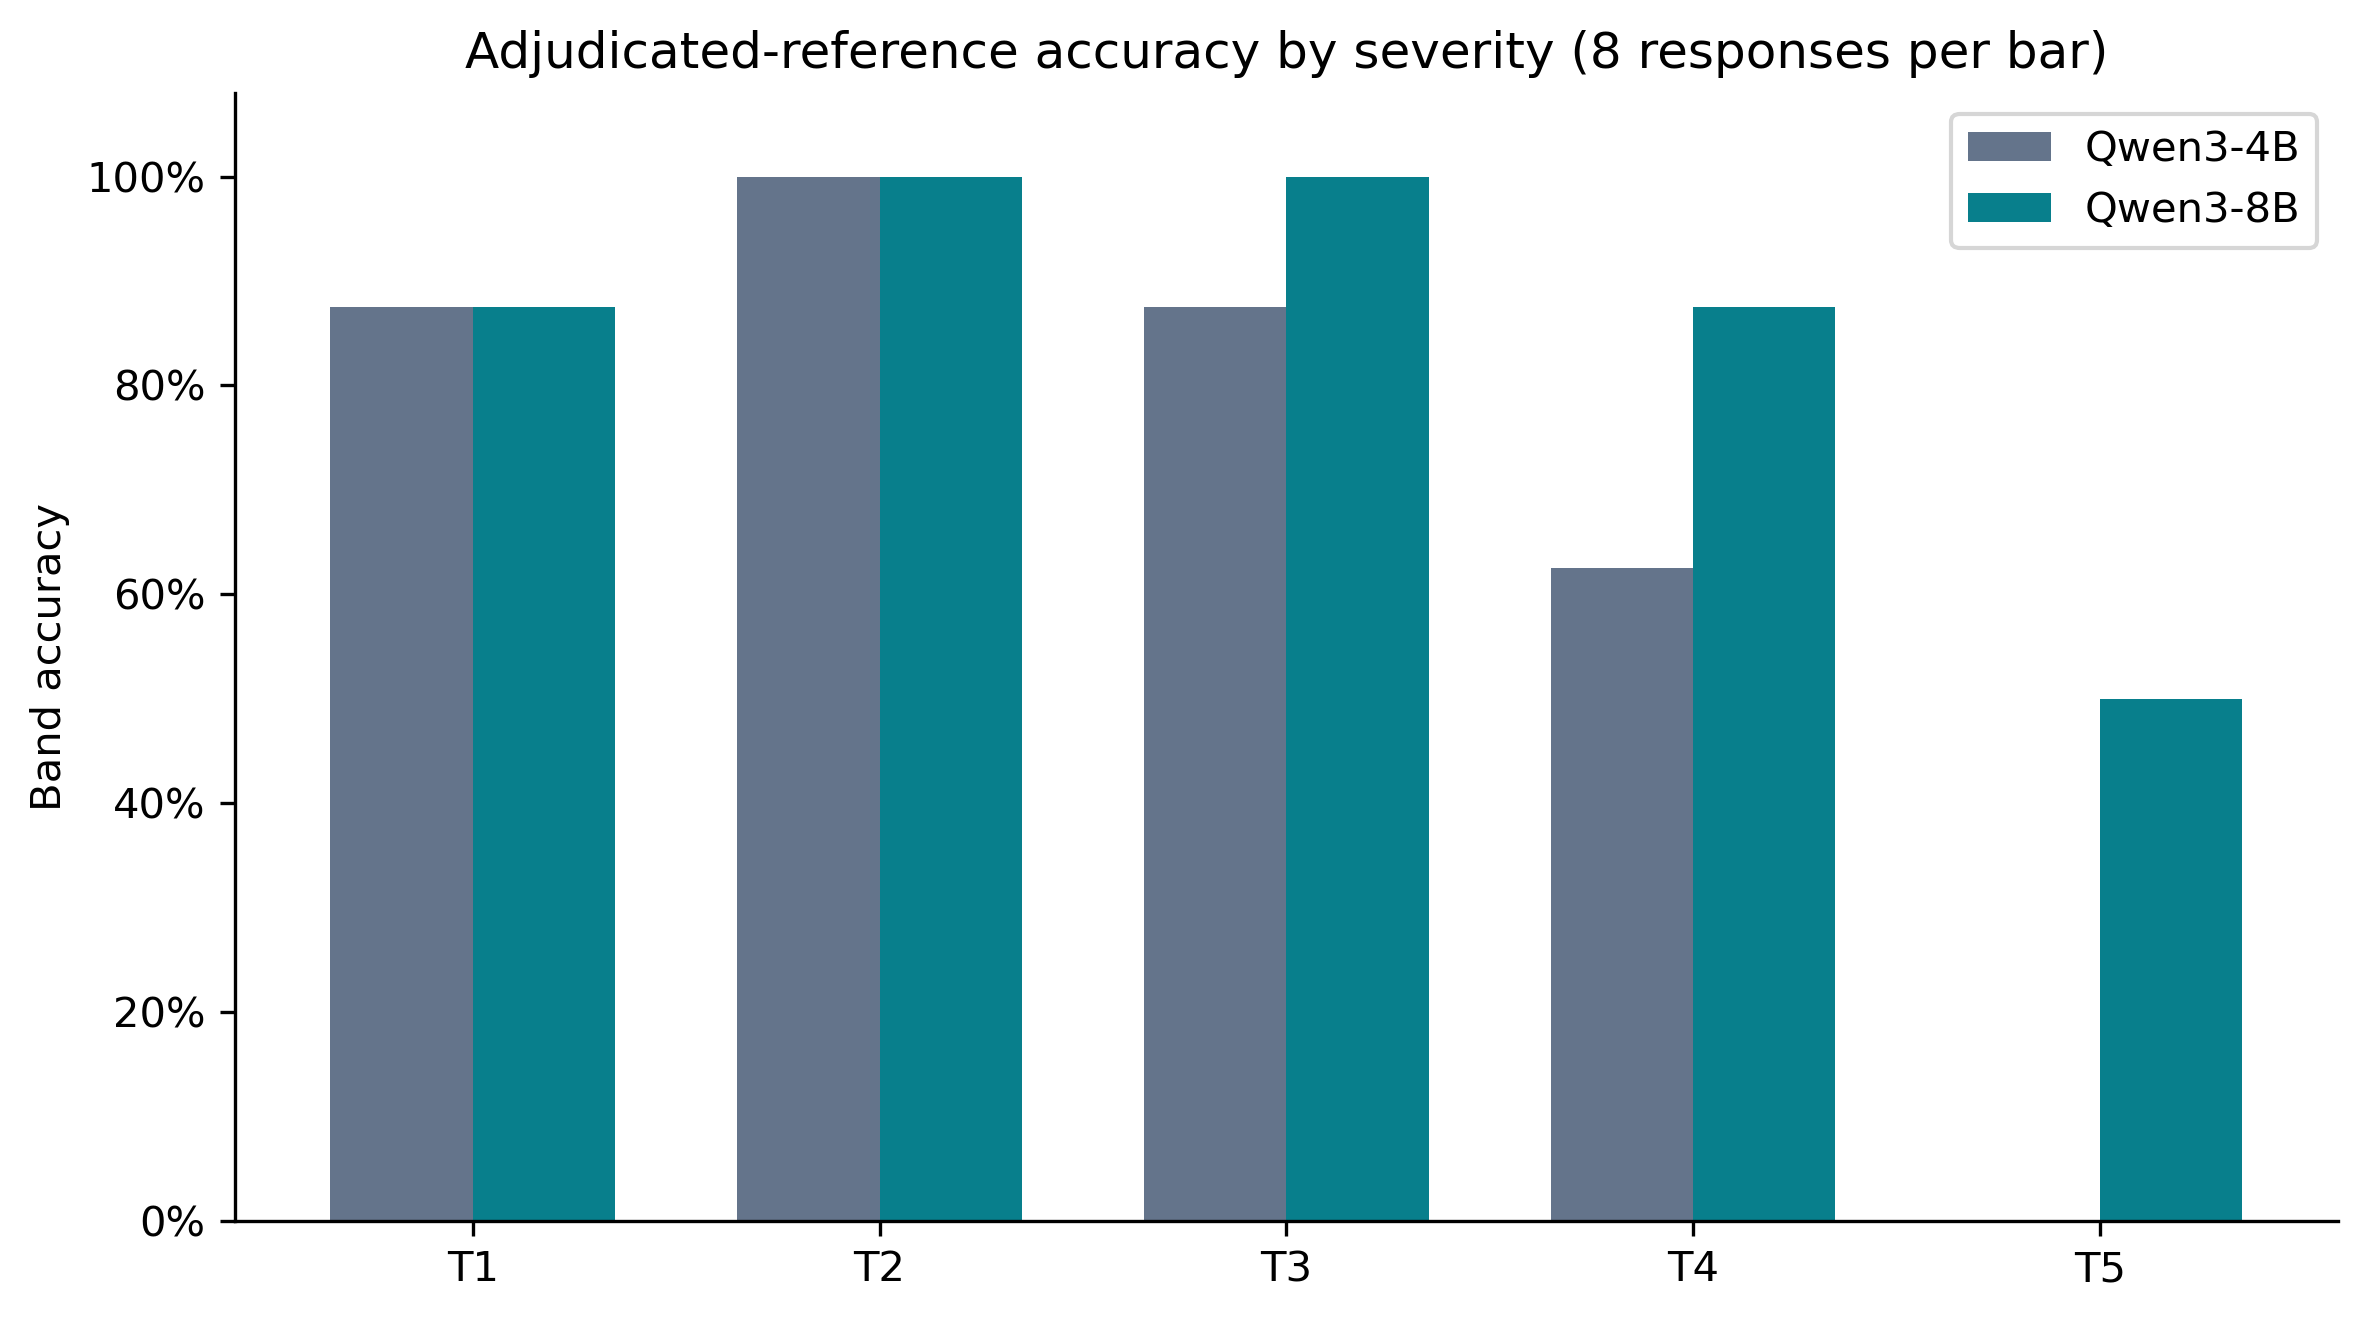 Adjudicated-reference accuracy by severity (8 responses per bar)
Qwen3-4B
Qwen3-8B
Band accuracy
100%
80%
60%
40%
20%
0%
T1
T2
T3
T4
T5